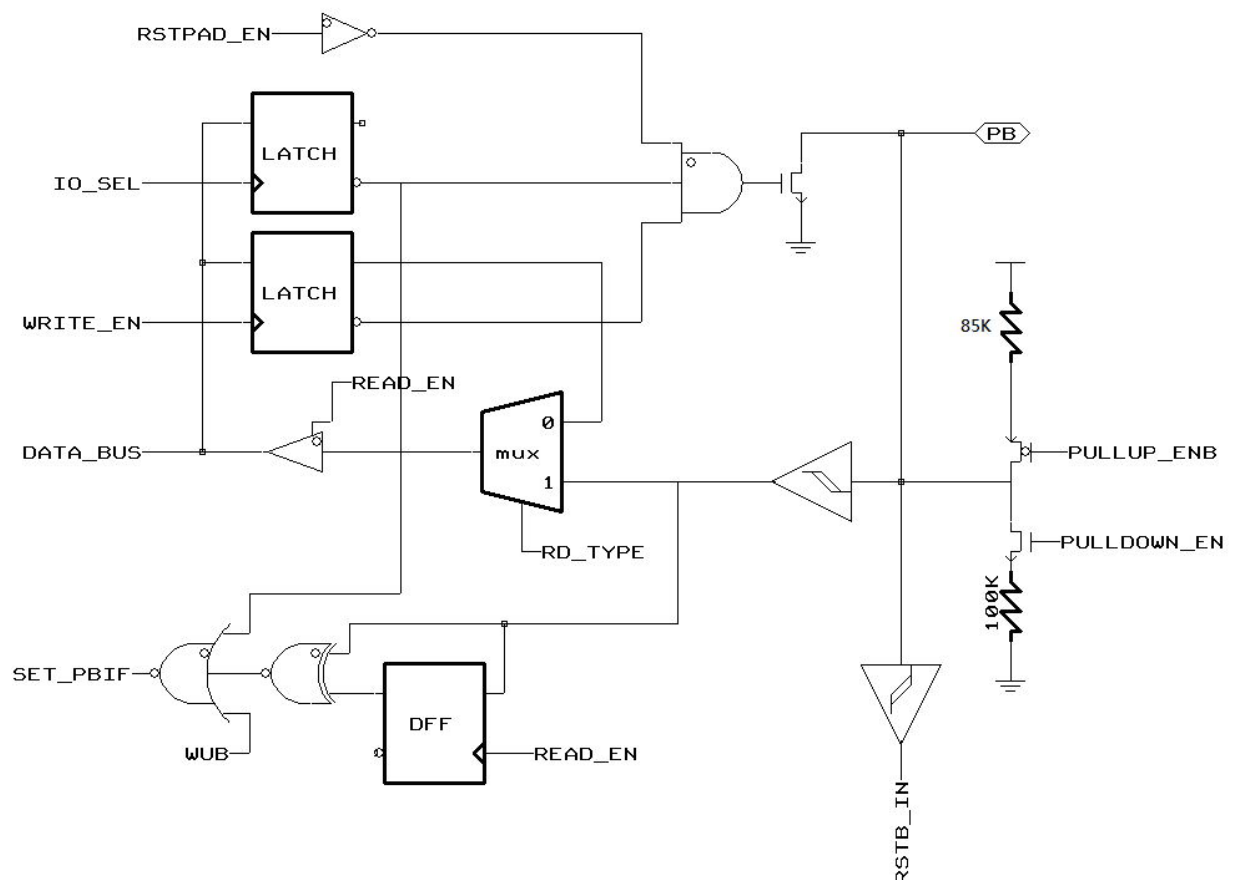 RSTPAD_EN
PB
LATCH
IO_SEL
LATCH
WRITE_EN
85K
READ_EN
0
DATA_BUS
mux
PULLUP_ENB
1
RD_TYPE
PULLDOWN_EN
100K
SET_PBIF
DFF
WUB
READ_EN
RSTB_IN